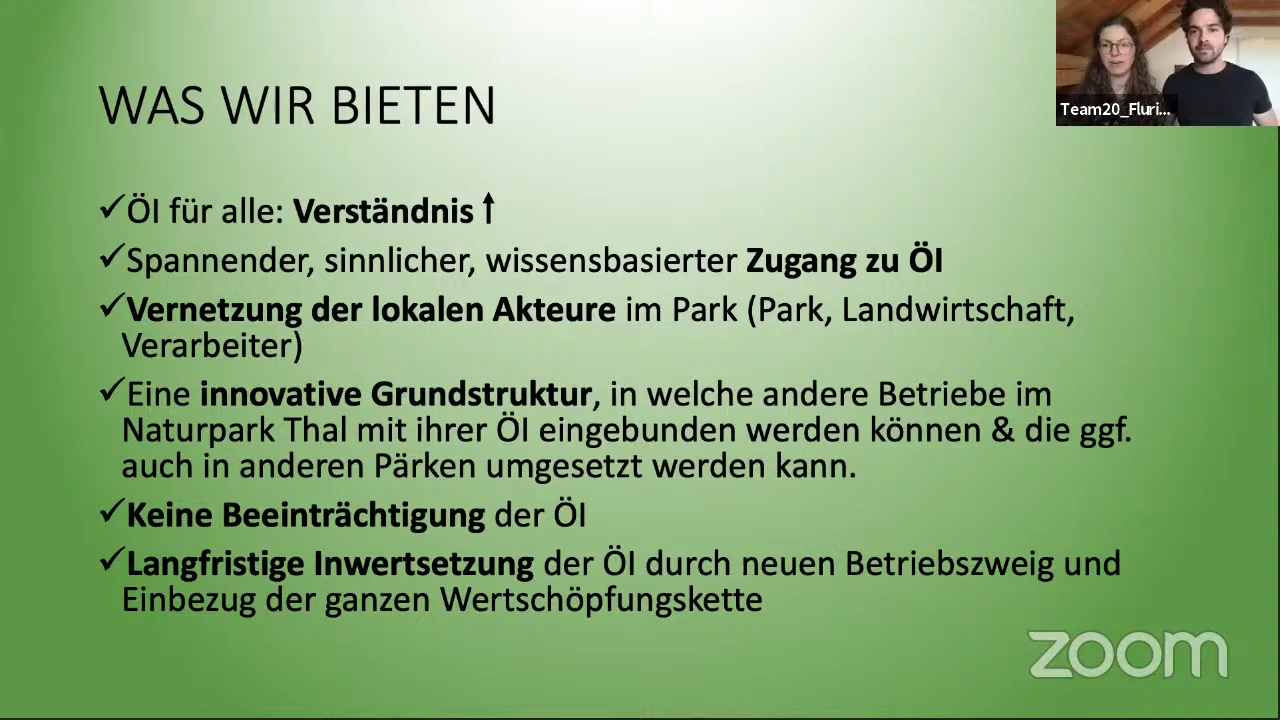 WAS WIR BIETEN
Team20_Fluri...
✓ÖI für alle: Verständnis ↑
✓Spannender, sinnlicher, wissensbasierter Zugang zu ÖI
✓Vernetzung der lokalen Akteure im Park (Park, Landwirtschaft,
Verarbeiter)
✓Eine innovative Grundstruktur, in welche andere Betriebe im
Naturpark Thal mit ihrer ÖI eingebunden werden können & die ggf.
auch in anderen Pärken umgesetzt werden kann.
✓Keine Beeinträchtigung der ÖI
✓Langfristige Inwertsetzung der ÖI durch neuen Betriebszweig und
Einbezug der ganzen Wertschöpfungskette
zoom